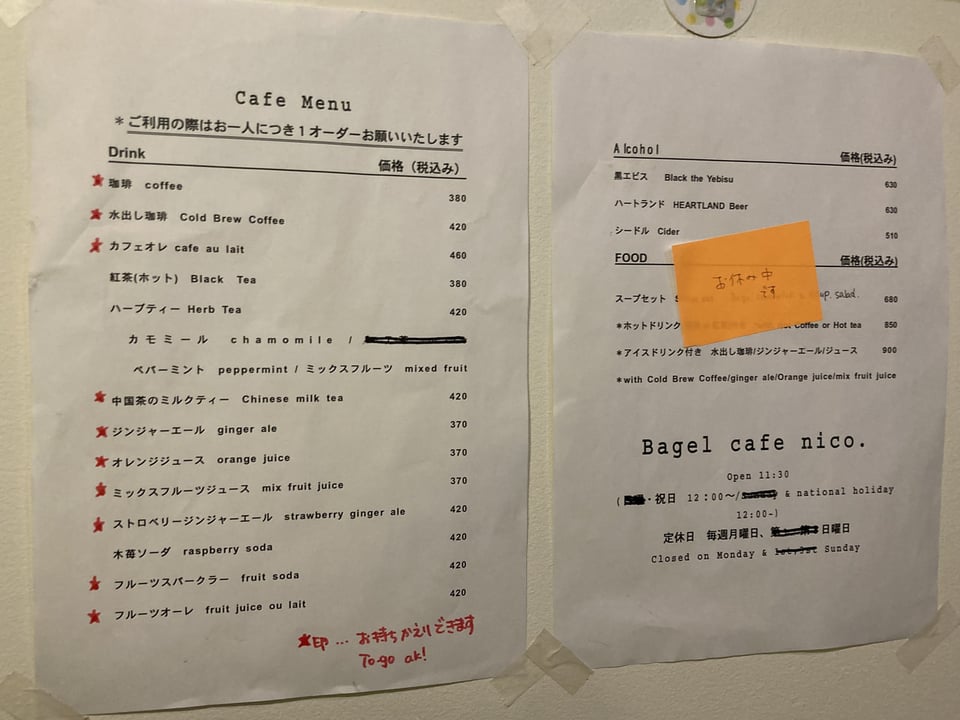 Cafe Menu
＊ご利用の際はお一人につき１オーダーお願いいたします
Drink 価格（税込み）
★珈琲 coffee 380
★水出し珈琲 Cold Brew Coffee 420
★カフェオレ cafe au lait 460
紅茶(ホット) Black Tea 380
ハーブティー Herb Tea 420
カモミール chamomile /
ペパーミント peppermint / ミックスフルーツ mixed fruit
★中国茶のミルクティー Chinese milk tea 420
★ジンジャーエール ginger ale 370
★オレンジジュース orange juice 370
★ミックスフルーツジュース mix fruit juice 370
★ストロベリージンジャーエール strawberry ginger ale 420
木苺ソーダ raspberry soda 420
★フルーツスパークラー fruit soda 420
★フルーツオーレ fruit juice ou lait 420
★印…お持ちかえりできます
To-go ok!
Alcohol 価格(税込み)
黒エビス Black the Yebisu 630
ハートランド HEARTLAND Beer 630
シードル Cider 510
FOOD 価格(税込み)
お休み中
です
スープセット salad. 680
＊ホットドリンク Coffee or Hot tea 850
＊アイスドリンク付き 水出し珈琲/ジンジャーエール/ジュース 900
＊with Cold Brew Coffee/ginger ale/Orange juice/mix fruit juice
Bagel cafe nico.
Open 11:30
(・祝日 12:00～/ & national holiday
12:00~)
定休日 毎週月曜日、日曜日
Closed on Monday & Sunday